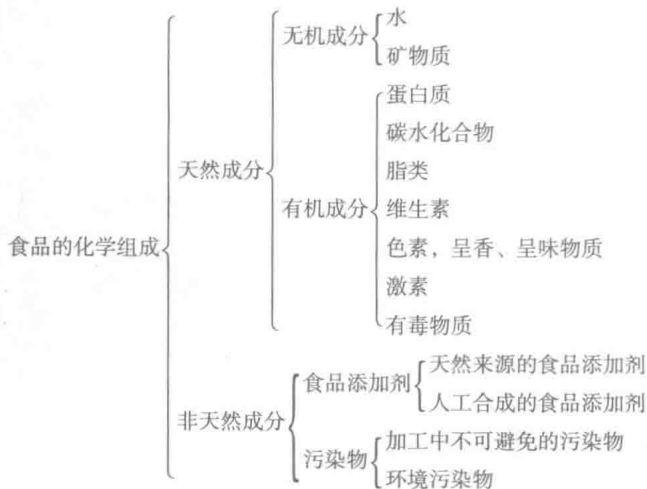 食品的化学组成
天然成分
无机成分
水
矿物质
有机成分
蛋白质
碳水化合物
脂类
维生素
色素，呈香、呈味物质
激素
有毒物质
非天然成分
食品添加剂
天然来源的食品添加剂
人工合成的食品添加剂
污染物
加工中不可避免的污染物
环境污染物